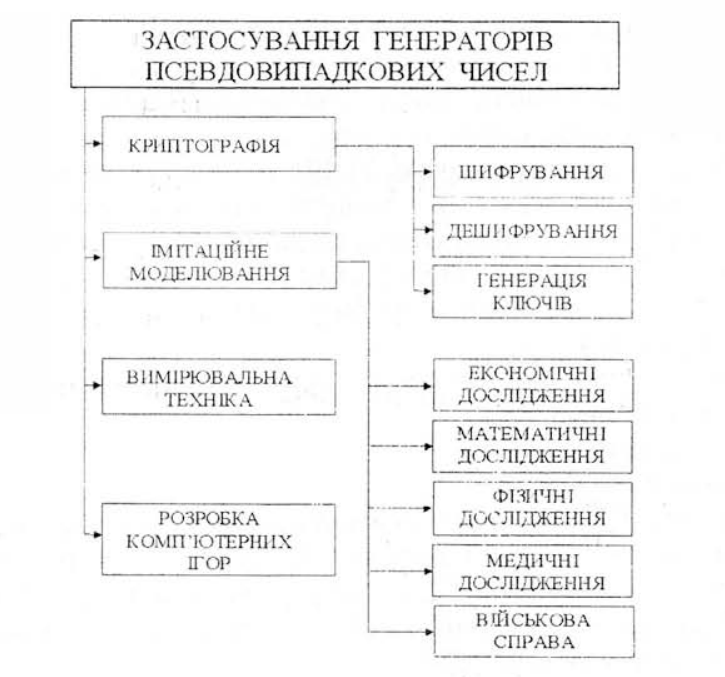 ЗАСТОСУВАННЯ ГЕНЕРАТОРІВ
ПСЕВДОВИПАДКОВИХ ЧИСЕЛ
КРИПТОГРАФІЯ
ШИФРУВАННЯ
ДЕШИФРУВАННЯ
ГЕНЕРАЦІЯ
КЛЮЧІВ
ІМІТАЦІЙНЕ
МОДЕЛЮВАННЯ
ЕКОНОМІЧНІ
ДОСЛІДЖЕННЯ
МАТЕМАТИЧНІ
ДОСЛІДЖЕННЯ
ФІЗИЧНІ
ДОСЛІДЖЕННЯ
МЕДИЧНІ
ДОСЛІДЖЕННЯ
ВІЙСЬКОВА
СПРАВА
ВИМІРЮВАЛЬНА
ТЕХНІКА
РОЗРОБКА
КОМП'ЮТЕРНИХ
ІГОР